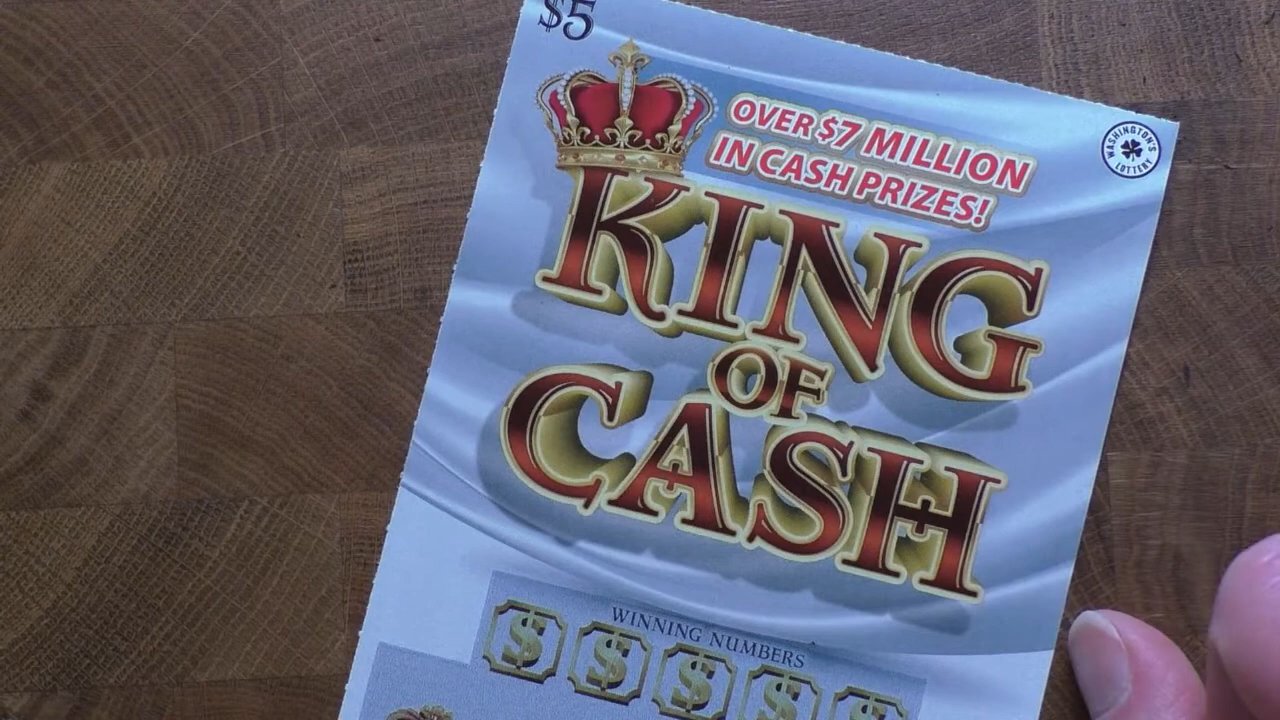 $5
OVER $7 MILLION
IN CASH PRIZES!
WASHINGTON'S
LOTTERY
KING
OF
CASH
WINNING NUMBERS
$ $ $ $ $